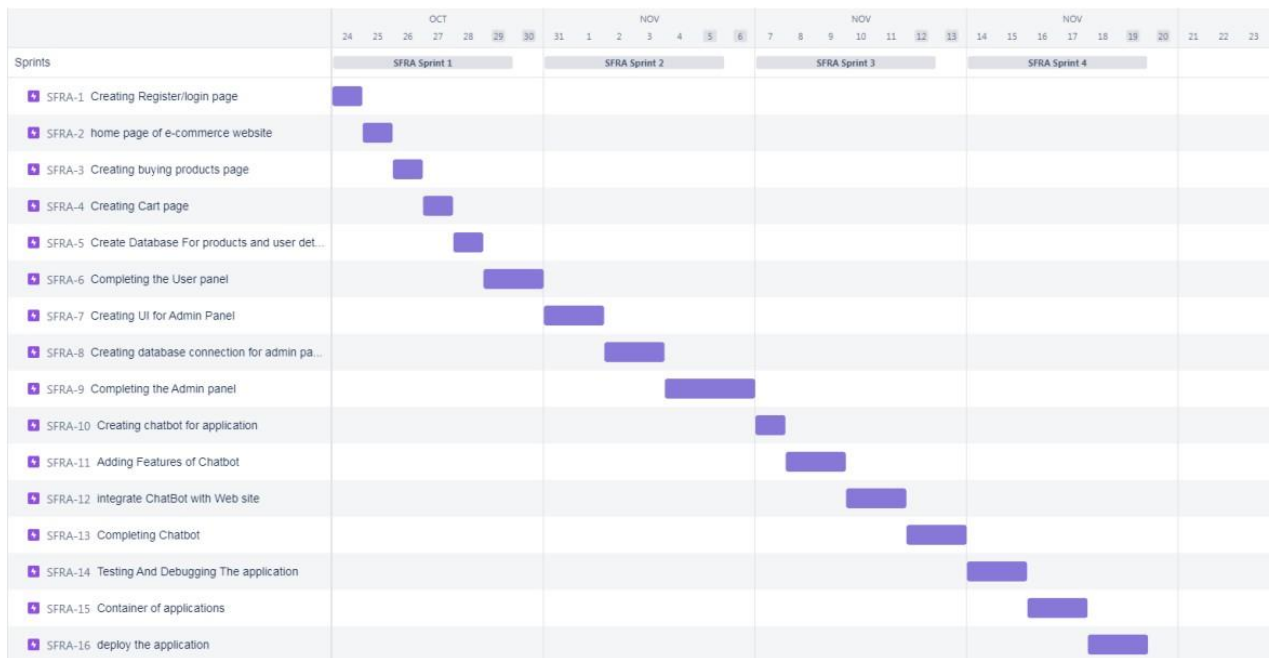 OCT NOV NOV NOV
24 25 26 27 28 29 30 31 1 2 3 4 5 6 7 8 9 10 11 12 13 14 15 16 17 18 19 20 21 22 23
Sprints SFRA Sprint 1 SFRA Sprint 2 SFRA Sprint 3 SFRA Sprint 4
SFRA-1 Creating Register/login page
SFRA-2 home page of e-commerce website
SFRA-3 Creating buying products page
SFRA-4 Creating Cart page
SFRA-5 Create Database For products and user det...
SFRA-6 Completing the User panel
SFRA-7 Creating UI for Admin Panel
SFRA-8 Creating database connection for admin pa...
SFRA-9 Completing the Admin panel
SFRA-10 Creating chatbot for application
SFRA-11 Adding Features of Chatbot
SFRA-12 integrate ChatBot with Web site
SFRA-13 Completing Chatbot
SFRA-14 Testing And Debugging The application
SFRA-15 Container of applications
SFRA-16 deploy the application